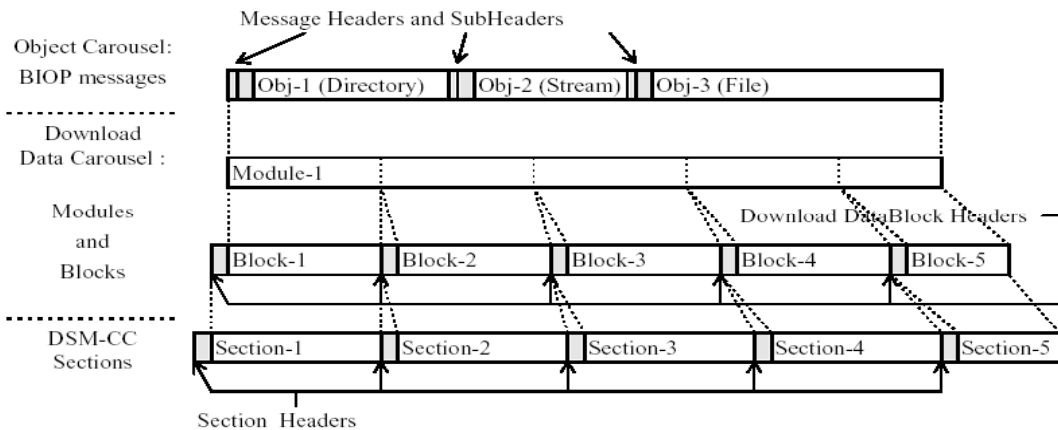 Message Headers and SubHeaders
Object Carousel:
BIOP messages
Obj-1 (Directory)
Obj-2 (Stream)
Obj-3 (File)
Download
Data Carousel :
Module-1
Modules
and
Blocks
Download DataBlock Headers
Block-1
Block-2
Block-3
Block-4
Block-5
DSM-CC
Sections
Section-1
Section-2
Section-3
Section-4
Section-5
Section Headers